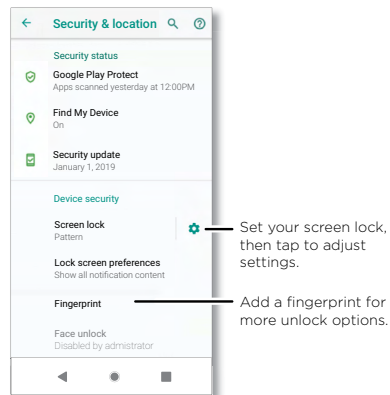 Security & location
Security status
Google Play Protect
Apps scanned yesterday at 12:00PM
Find My Device
On
Security update
January 1, 2019
Device security
Screen lock
Pattern
Set your screen lock,
then tap to adjust
settings.
Lock screen preferences
Show all notification content
Fingerprint
Add a fingerprint for
more unlock options.
Face unlock
Disabled by admistrator